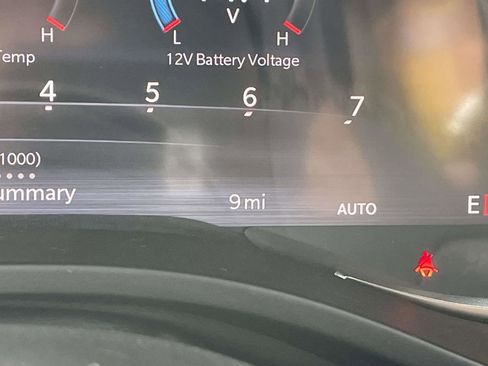 V
H
L
H
Temp
12V Battery Voltage
4
5
6
7
1000)
ummary
9 mi
AUTO
E